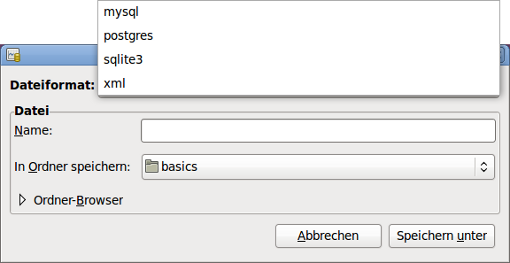 mysql
postgres
sqlite3
xml
Dateiformat:
Datei
Name:
In Ordner speichern: basics
Ordner-Browser
Abbrechen Speichern unter